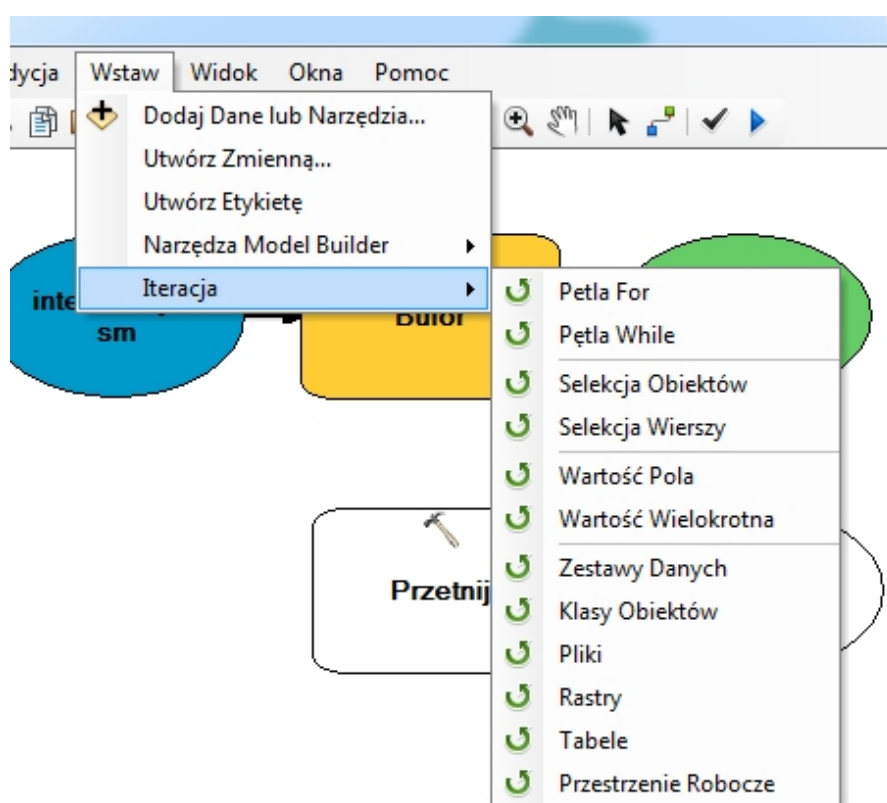 dycja Wstaw Widok Okna Pomoc
Dodaj Dane lub Narzędzia...
Utwórz Zmienną...
Utwórz Etykietę
Narzędza Model Builder
Iteracja
inte
sm
Bufor
Petla For
Pętla While
Selekcja Obiektów
Selekcja Wierszy
Wartość Pola
Wartość Wielokrotna
Przetnij
Zestawy Danych
Klasy Obiektów
Pliki
Rastry
Tabele
Przestrzenie Robocze